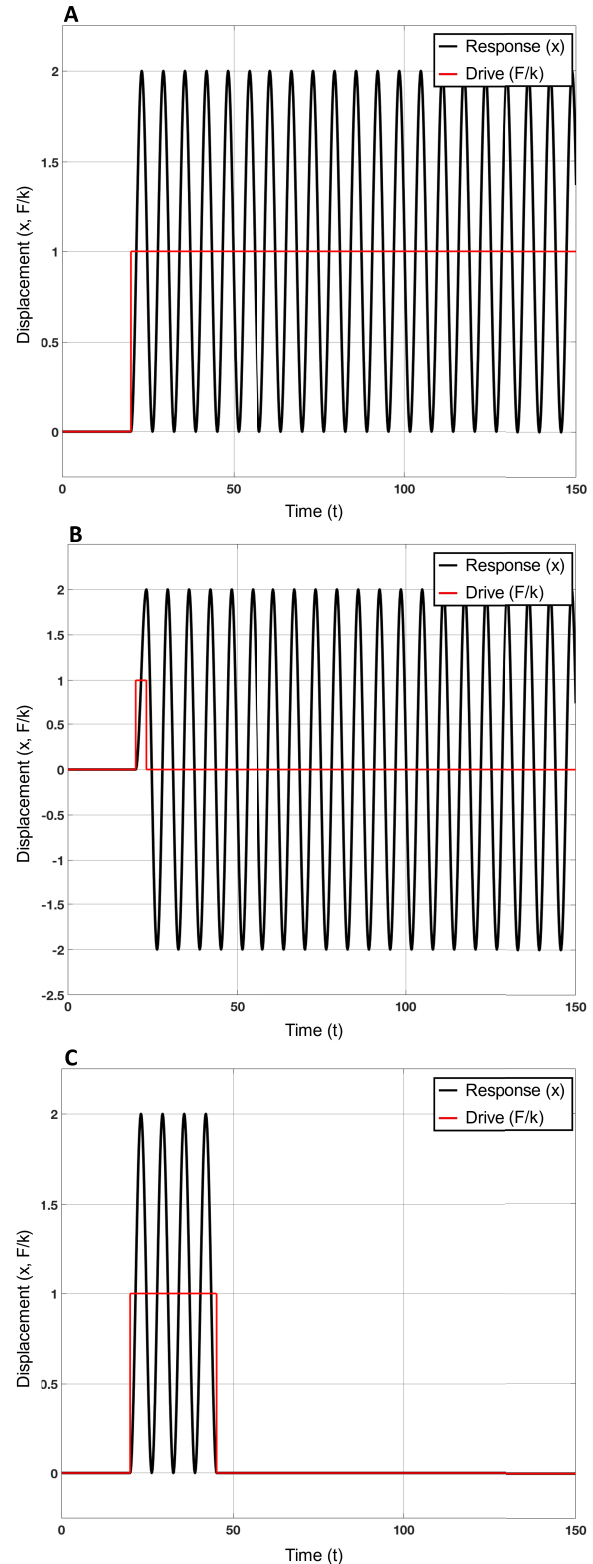 A
Response (x)
Drive (F/k)
2
1.5
1
0.5
0
Displacement (x, F/k)
0
50
100
150
Time (t)
B
Response (x)
Drive (F/k)
2
1.5
1
0.5
0
-0.5
-1
-1.5
-2
-2.5
Displacement (x, F/k)
0
50
100
150
Time (t)
C
Response (x)
Drive (F/k)
2
1.5
1
0.5
0
Displacement (x, F/k)
0
50
100
150
Time (t)